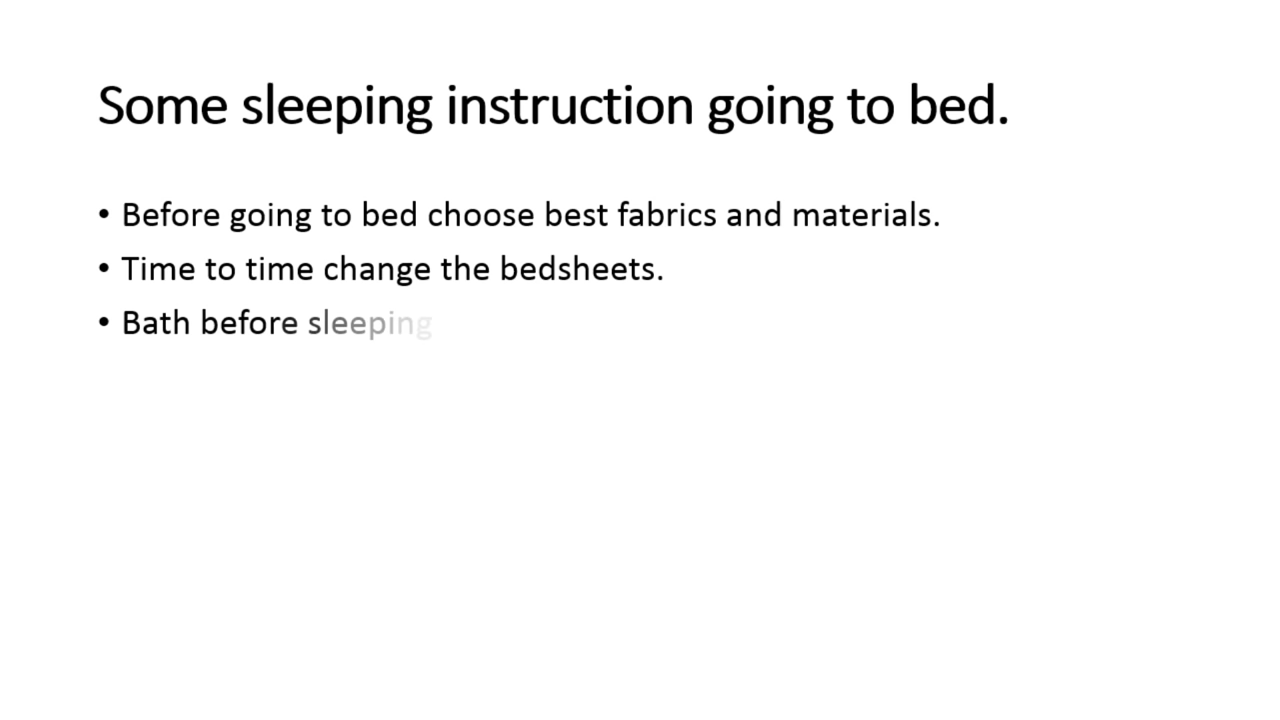 Some sleeping instruction going to bed.
• Before going to bed choose best fabrics and materials.
• Time to time change the bedsheets.
• Bath before sleeping